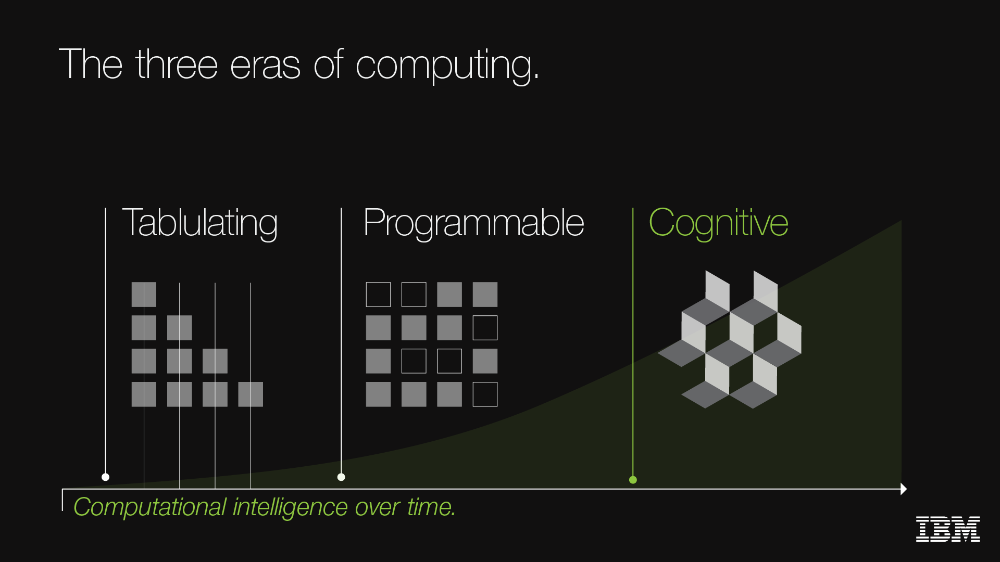 The three eras of computing.
Tablulating
Programmable
Cognitive
Computational intelligence over time.
IBM